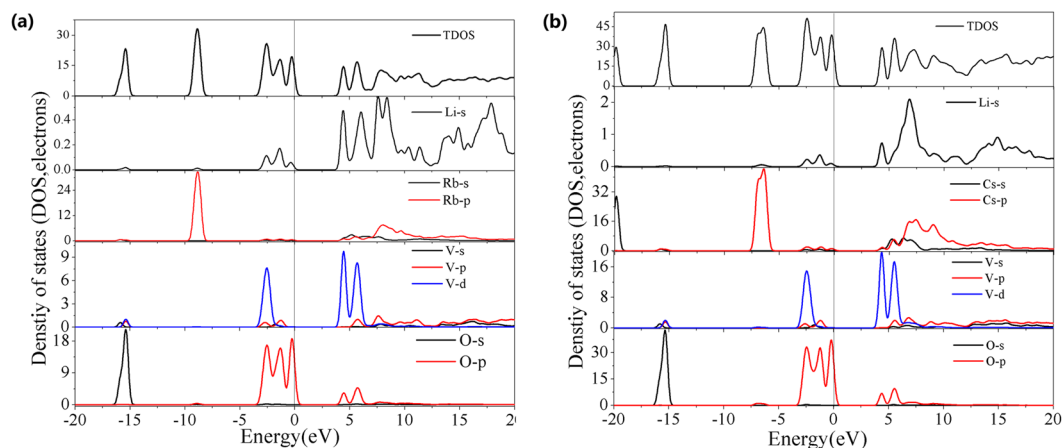 (a)
Denstiy of states (DOS,electrons)
TDOS
30
15
0
Li-s
0.4
0.2
0.0
Rb-s
Rb-p
24
12
0
V-s
V-p
V-d
9
6
3
0
O-s
O-p
18
9
0
-20 -15 -10 -5 0 5 10 15 20
Energy(eV)
(b)
Denstiy of states (DOS,electrons)
TDOS
45
30
15
0
Li-s
2
1
0
Cs-s
Cs-p
32
16
0
V-s
V-p
V-d
16
8
0
O-s
O-p
30
15
0
-20 -15 -10 -5 0 5 10 15 20
Energy(eV)